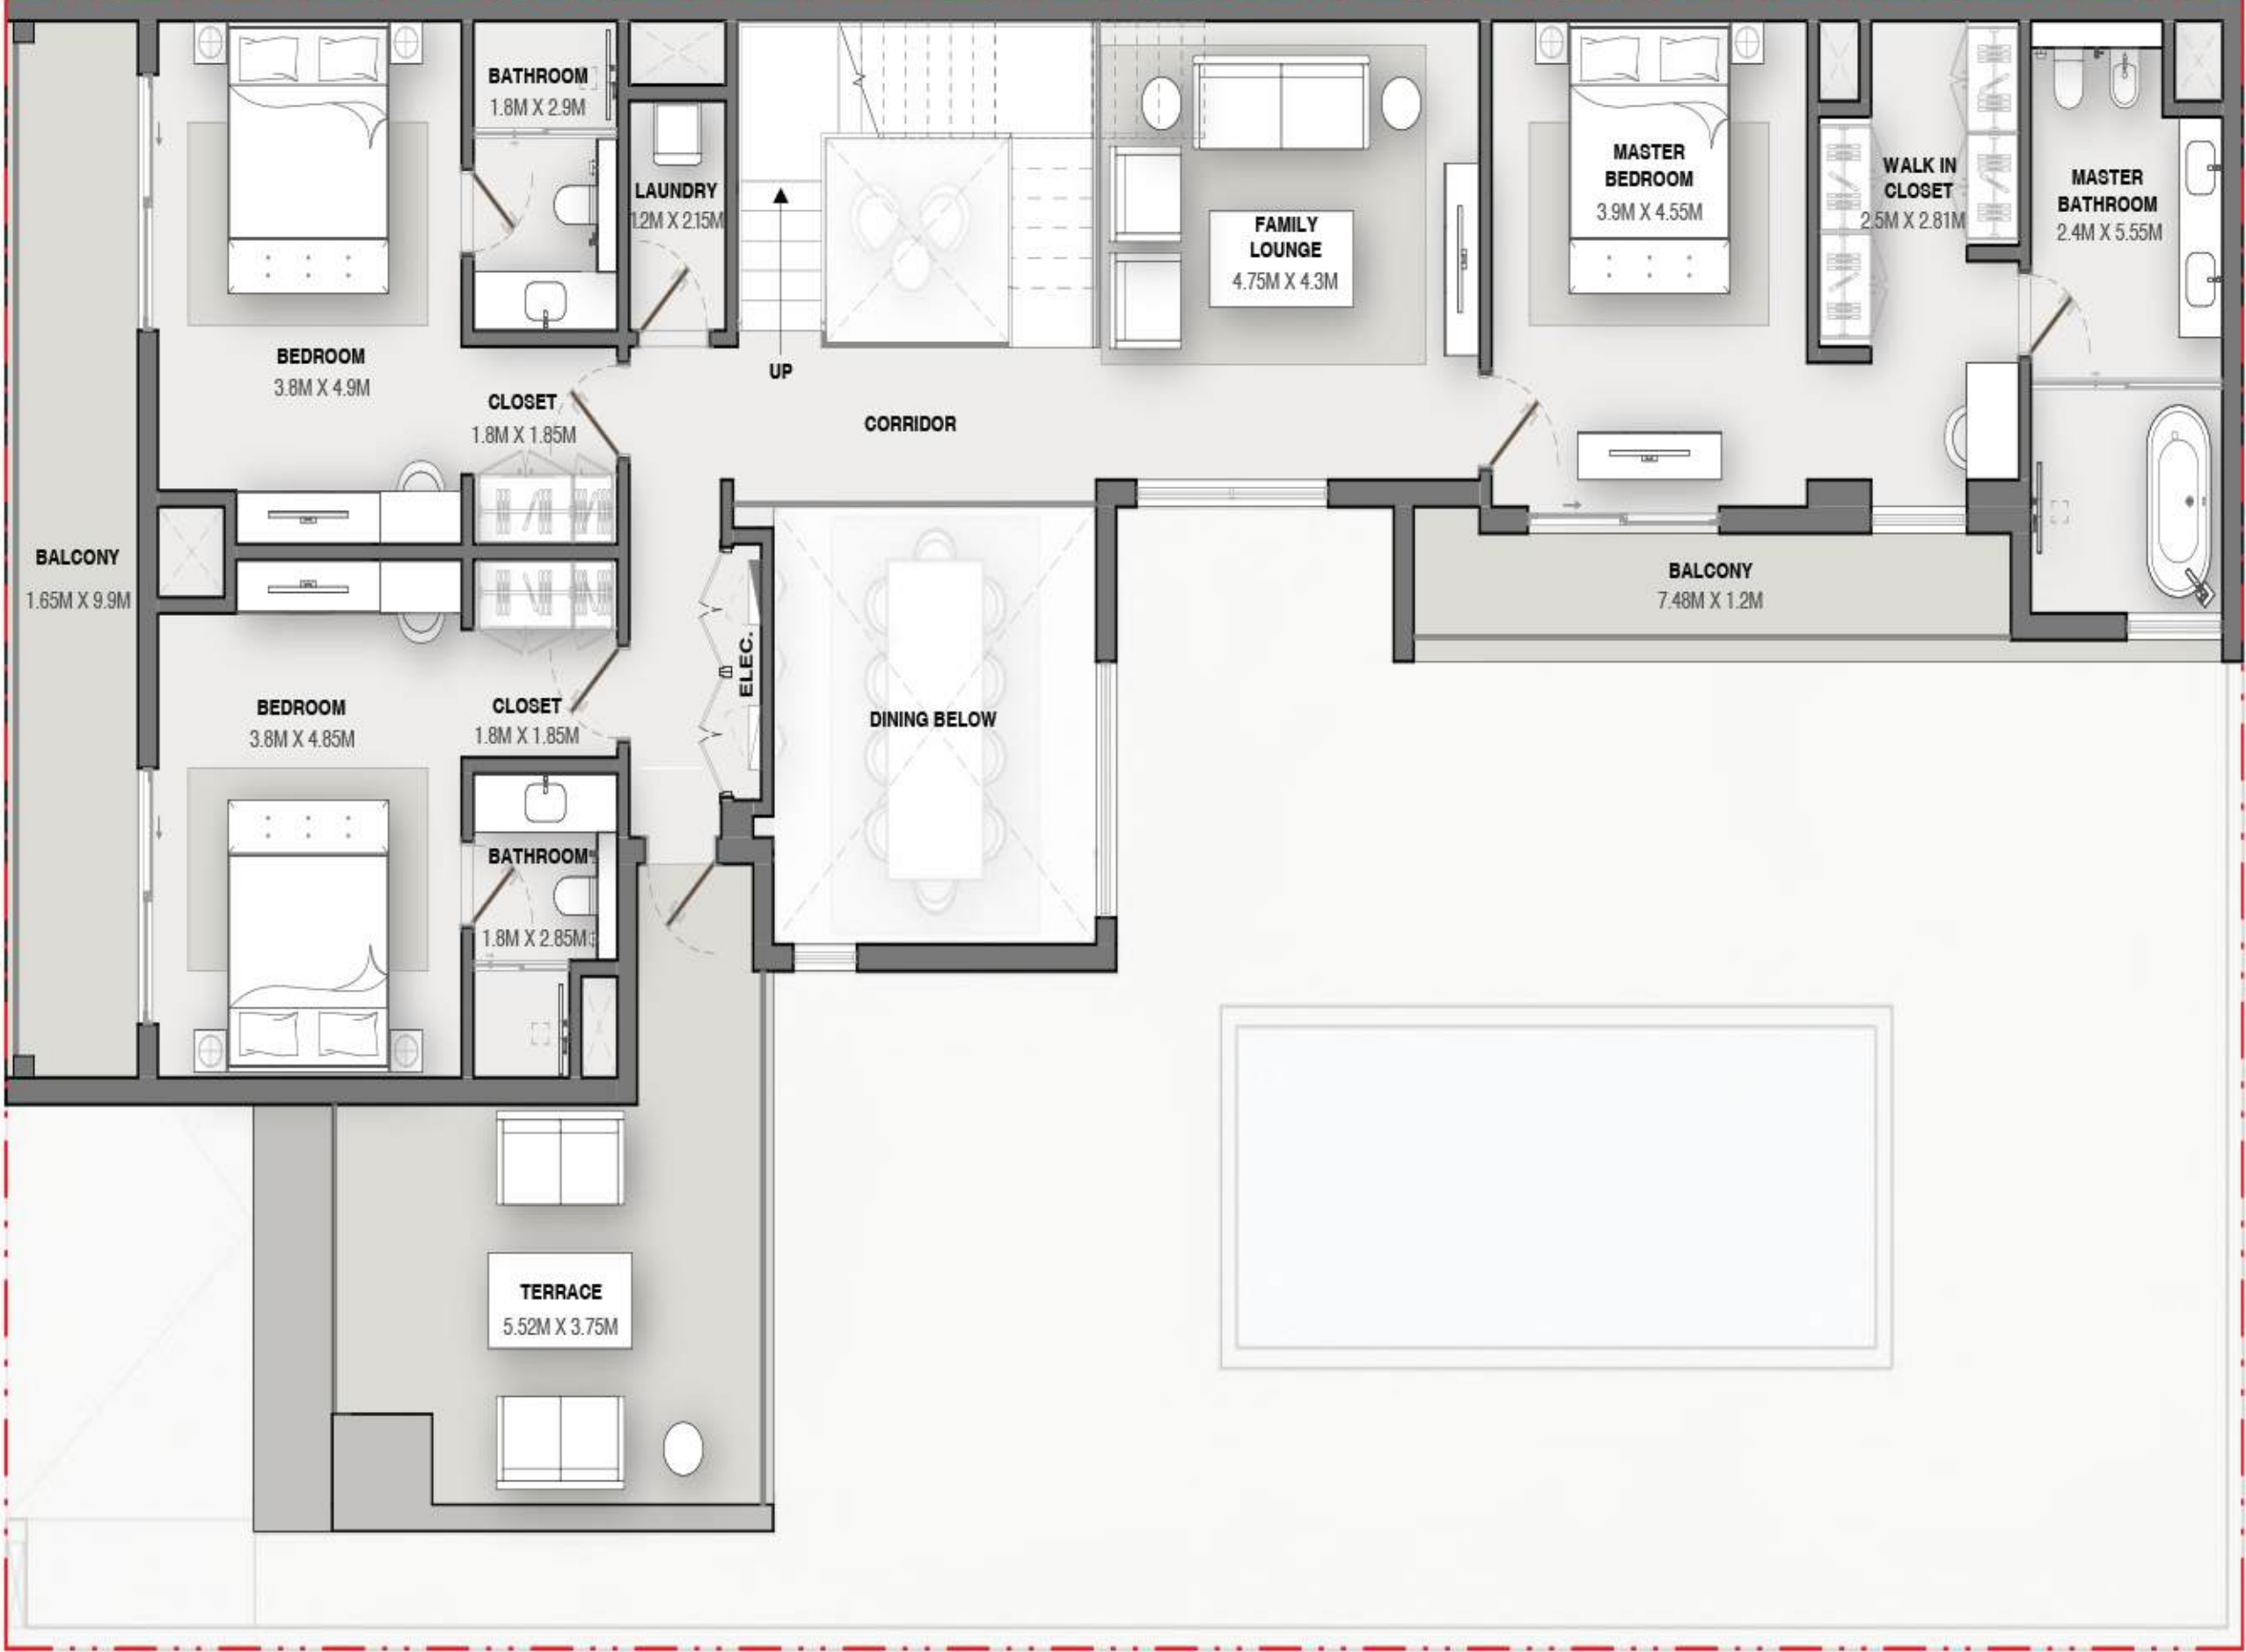 BATHROOM
1.8M X 2.9M
LAUNDRY
1.2M X 2.15M
BEDROOM
3.8M X 4.9M
CLOSET
1.8M X 1.85M
UP
CORRIDOR
FAMILY
LOUNGE
4.75M X 4.3M
MASTER
BEDROOM
3.9M X 4.55M
WALK IN
CLOSET
2.5M X 2.81M
MASTER
BATHROOM
2.4M X 5.55M
BALCONY
1.65M X 9.9M
BALCONY
7.48M X 1.2M
ELEC.
DINING BELOW
BEDROOM
3.8M X 4.85M
CLOSET
1.8M X 1.85M
BATHROOM
1.8M X 2.85M
TERRACE
5.52M X 3.75M